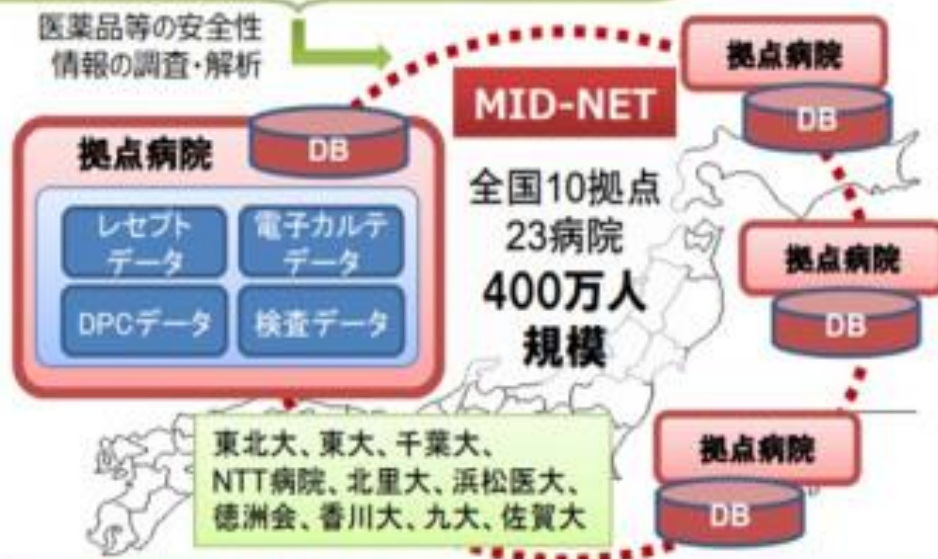 医薬品等の安全性
情報の調査・解析
MID-NET
拠点病院
DB
拠点病院
DB
レセプト
データ
電子カルテ
データ
DPCデータ
検査データ
全国10拠点
23病院
400万人
規模
拠点病院
DB
東北大、東大、千葉大、
NTT病院、北里大、浜松医大、
徳洲会、香川大、九大、佐賀大
拠点病院
DB